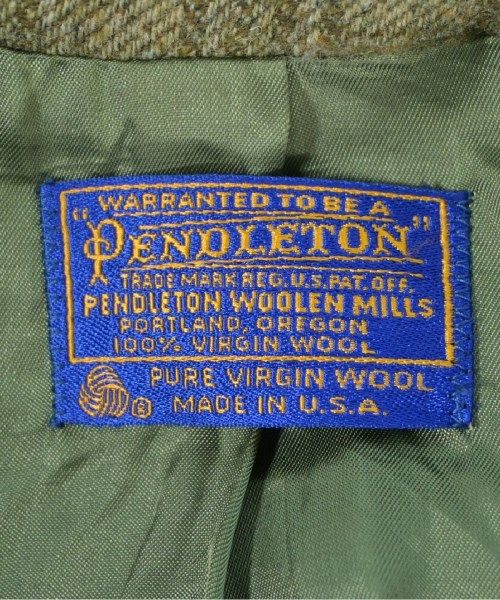 WARRANTED TO BE A
"PENDLETON"
TRADE MARK REG. U.S. PAT. OFF.
PENDLETON WOOLEN MILLS
PORTLAND, OREGON
100% VIRGIN WOOL
® PURE VIRGIN WOOL
MADE IN U.S.A.